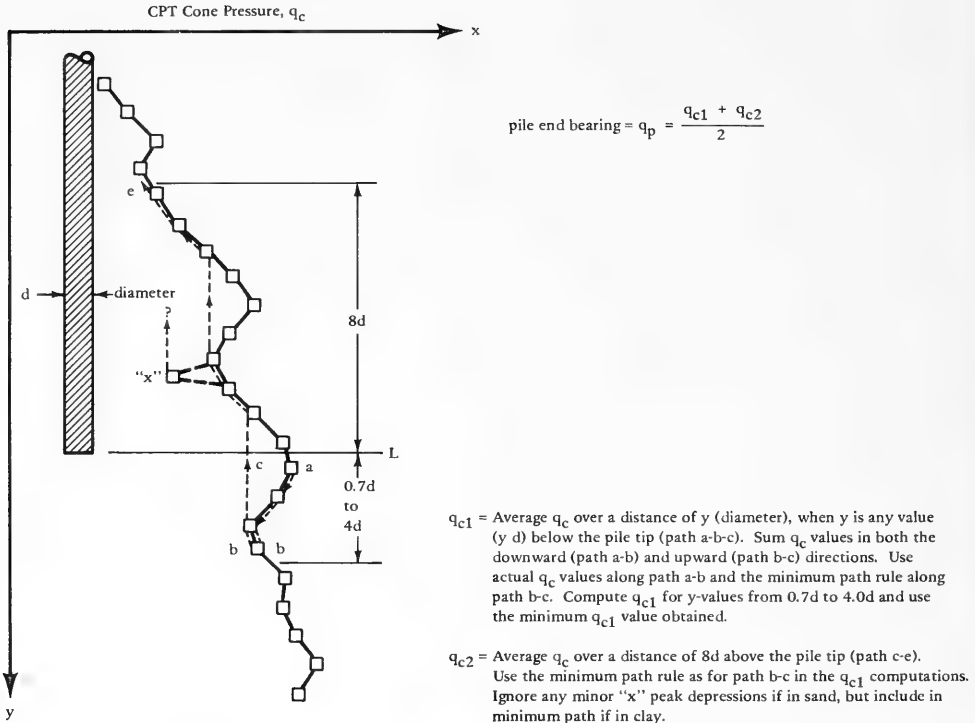 CPT Cone Pressure, qc
x
pile end bearing = qp = qc1 + qc2 / 2
e
d
diameter
?
8d
"x"
L
c
a
0.7d
to
4d
b
b
y
qc1 = Average qc over a distance of y (diameter), when y is any value
(y d) below the pile tip (path a-b-c). Sum qc values in both the
downward (path a-b) and upward (path b-c) directions. Use
actual qc values along path a-b and the minimum path rule along
path b-c. Compute qc1 for y-values from 0.7d to 4.0d and use
the minimum qc1 value obtained.
qc2 = Average qc over a distance of 8d above the pile tip (path c-e).
Use the minimum path rule as for path b-c in the qc1 computations.
Ignore any minor "x" peak depressions if in sand, but include in
minimum path if in clay.